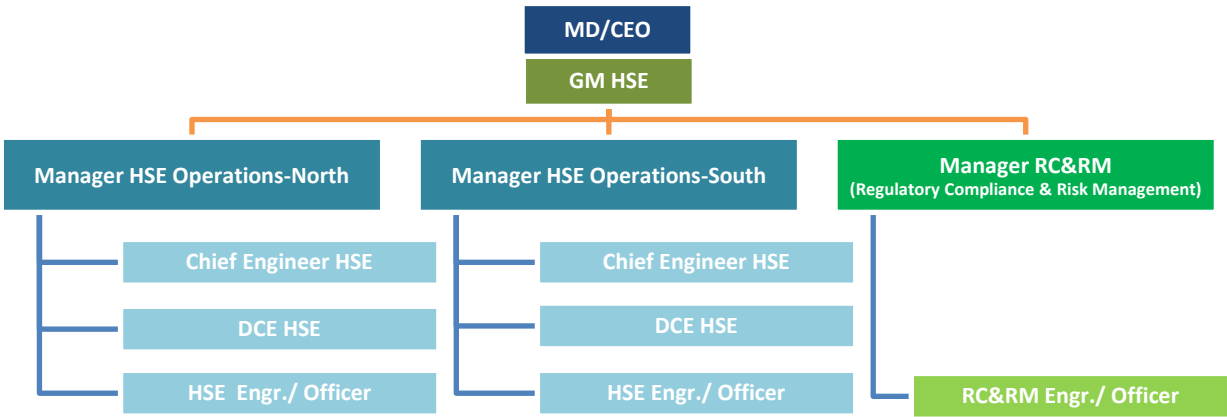 MD/CEO
GM HSE
Manager HSE Operations-North
Manager HSE Operations-South
Manager RC&RM
(Regulatory Compliance & Risk Management)
Chief Engineer HSE
Chief Engineer HSE
DCE HSE
DCE HSE
HSE Engr./ Officer
HSE Engr./ Officer
RC&RM Engr./ Officer